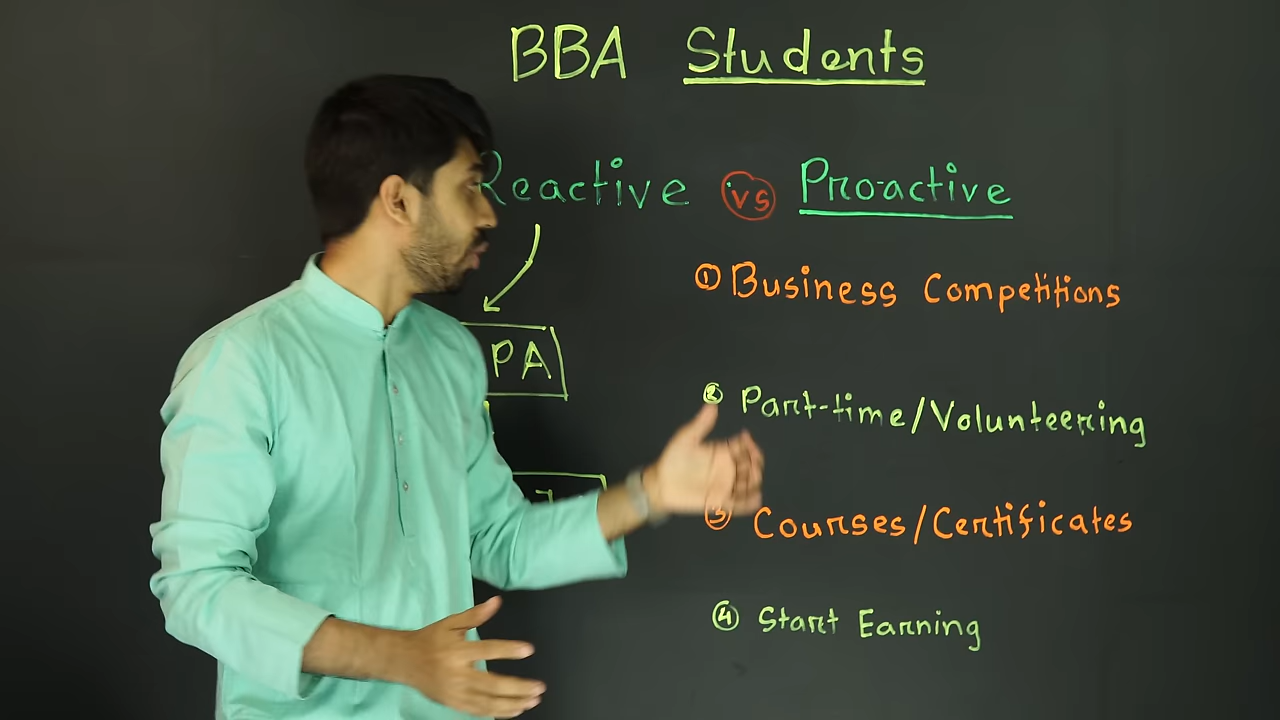 BBA Students
Reactive vs Pro-active
① Business Competitions
PA
② Part-time/Volunteering
③ Courses/Certificates
④ Start Earning